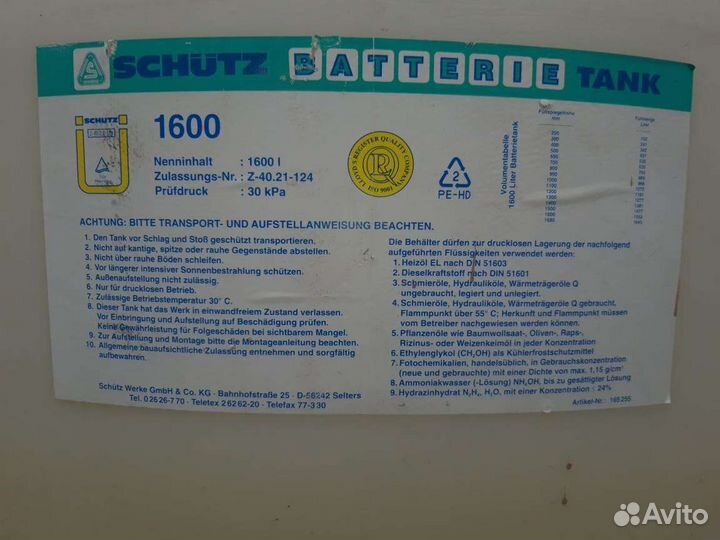 SCHÜTZ BATTERIE TANK
SCHÜTZ
1600
Nenninhalt : 1600 l
Zulassungs-Nr. : Z-40.21-124
Prüfdruck : 30 kPa
LLOYD'S REGISTER QUALITY ASSURANCE
ISO 9001
2
PE-HD
Volumentabelle
1600 Liter Batterietank
mm
Liter
ACHTUNG: BITTE TRANSPORT- UND AUFSTELLANWEISUNG BEACHTEN.
1. Den Tank vor Schlag und Stoß geschützt transportieren.
2. Nicht auf kantige, spitze oder rauhe Gegenstände abstellen.
3. Nicht über rauhe Böden schleifen.
4. Vor längerer intensiver Sonnenbestrahlung schützen.
5. Außenaufstellung nicht zulässig.
6. Nur für drucklosen Betrieb.
7. Zulässige Betriebstemperatur 30° C.
8. Dieser Tank hat das Werk in einwandfreiem Zustand verlassen.
Vor Einbringung und Aufstellung auf Beschädigung prüfen.
Keine Gewährleistung für Folgeschäden bei sichtbarem Mangel.
9. Zur Aufstellung und Montage bitte die Montageanleitung beachten.
10. Allgemeine bauaufsichtliche Zulassung entnehmen und sorgfältig
aufbewahren.
Schütz Werke GmbH & Co. KG · Bahnhofstraße 25 · D-56242 Selters
Tel. 0 26 26-7 70 · Teletex 2 62 62-20 · Telefax 77-3 30
Die Behälter dürfen zur drucklosen Lagerung der nachfolgend
aufgeführten Flüssigkeiten verwendet werden:
1. Heizöl EL nach DIN 51603
2. Dieselkraftstoff nach DIN 51601
3. Schmieröle, Hydrauliköle, Wärmeträgeröle Q
ungebraucht, legiert und unlegiert.
4. Schmieröle, Hydrauliköle, Wärmeträgeröle Q gebraucht,
Flammpunkt über 55° C; Herkunft und Flammpunkt müssen
vom Betreiber nachgewiesen werden können
5. Pflanzenöle wie Baumwollsaat-, Oliven-, Raps-,
Rizinus- oder Weizenkeimöl in jeder Konzentration
6. Ethylenglykol (CH₂OH) als Kühlerfrostschutzmittel
7. Fotochemikalien, handelsüblich, in Gebrauchskonzentration
(neue und gebrauchte) mit einer Dichte von max. 1,15 g/cm³
8. Ammoniakwasser (-Lösung) NH₄OH, bis zu gesättigter Lösung
9. Hydrazinhydrat N₂H₄, H₂O, mit einer Konzentration ≤ 24%
Artikel-Nr.: 165 255
Avito